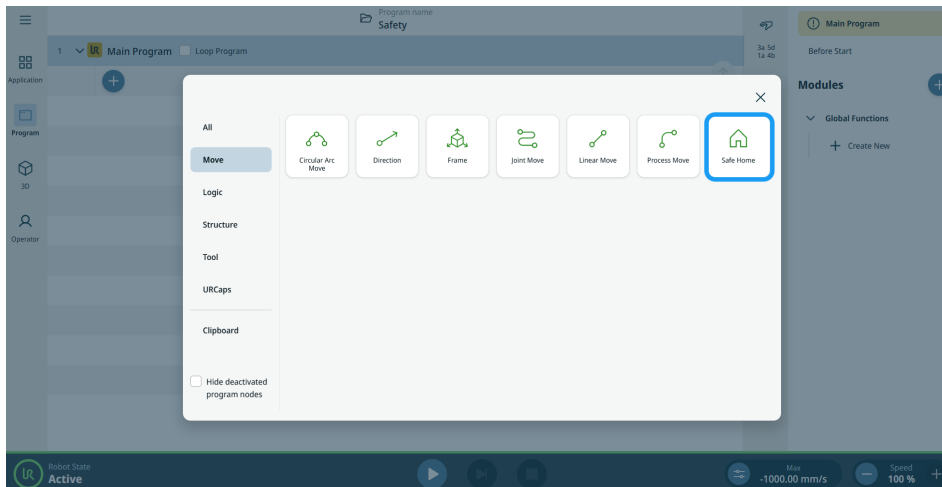 Program name
Safety
3a 5d
1a 4b
Main Program
1
UR
Main Program
Loop Program
Before Start
Application
Modules
Program
Global Functions
Create New
3D
Operator
All
Move
Logic
Structure
Tool
URCaps
Clipboard
Hide deactivated
program nodes
Circular Arc
Move
Direction
Frame
Joint Move
Linear Move
Process Move
Safe Home
UR
Robot State
Active
Max
-1000.00 mm/s
Speed
100 %